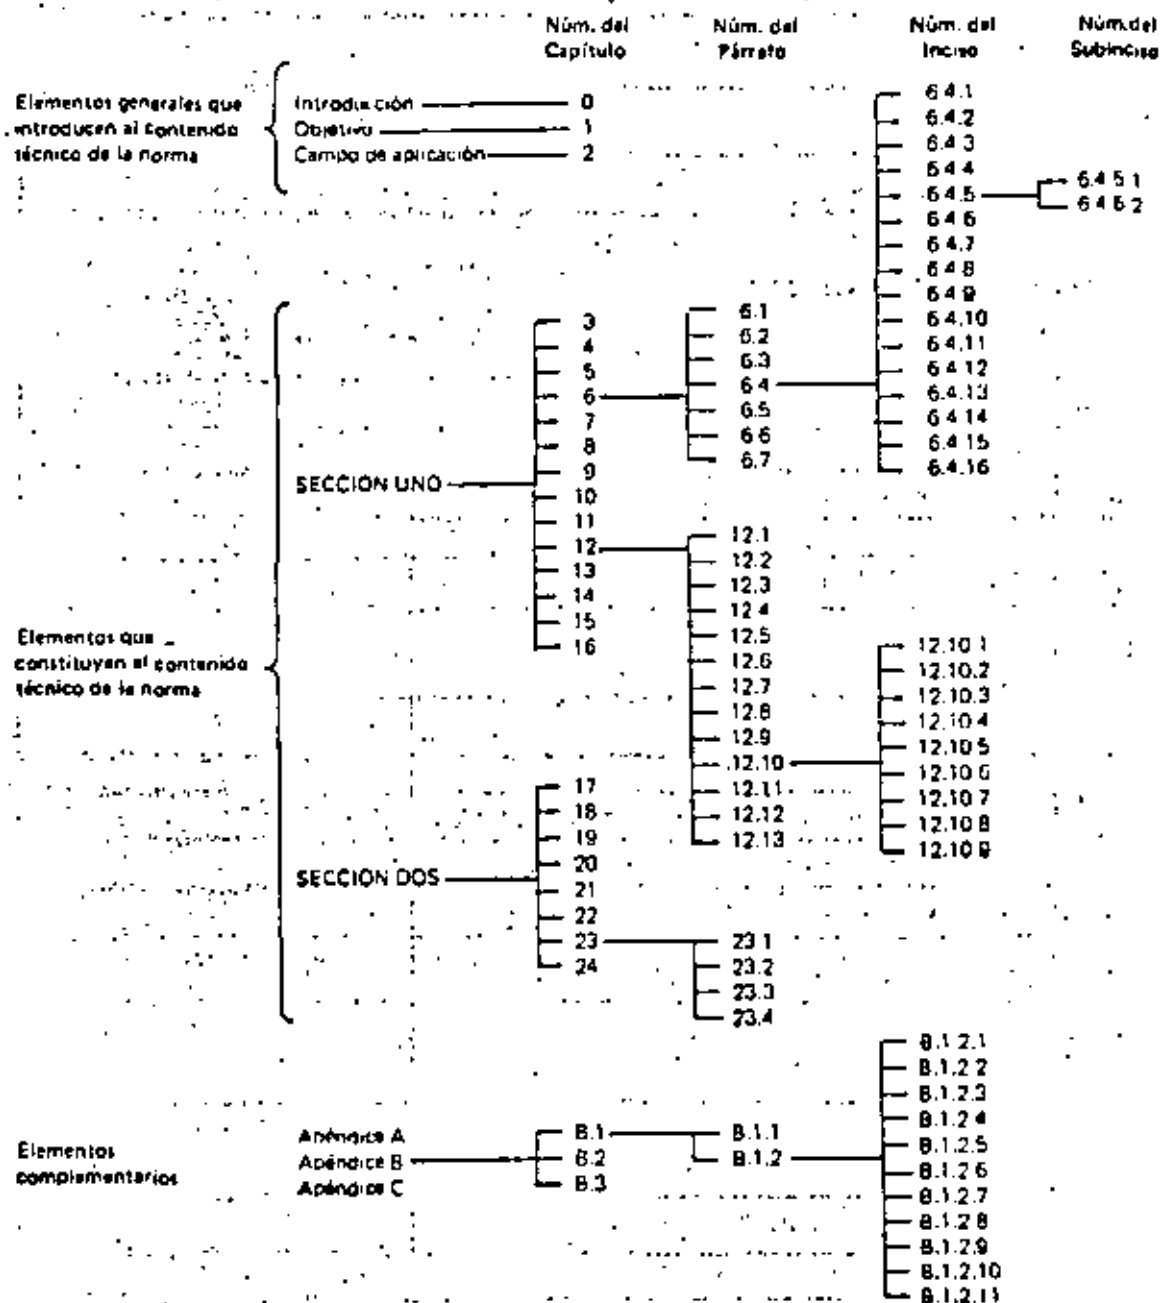 Núm. del Capítulo
Núm. del Párrafo
Núm. del Inciso
Núm.del Subinciso
Elementos generales que
introducen al contenido
técnico de la norma
Introducción 0
Objetivo 1
Campo de aplicación 2
6.4.1
6.4.2
6.4.3
6.4.4
6.4.5
6.4.6
6.4.7
6.4.8
6.4.9
6.4.10
6.4.11
6.4.12
6.4.13
6.4.14
6.4.15
6.4.16
6.4.5.1
6.4.5.2
Elementos que
constituyen el contenido
técnico de la norma
SECCION UNO
3
4
5
6
7
8
9
10
11
12
13
14
15
16
6.1
6.2
6.3
6.4
6.5
6.6
6.7
12.1
12.2
12.3
12.4
12.5
12.6
12.7
12.8
12.9
12.10
12.11
12.12
12.13
12.10.1
12.10.2
12.10.3
12.10.4
12.10.5
12.10.6
12.10.7
12.10.8
12.10.9
SECCION DOS
17
18
19
20
21
22
23
24
23.1
23.2
23.3
23.4
Elementos
complementarios
Apéndice A
Apéndice B
Apéndice C
B.1
B.2
B.3
B.1.1
B.1.2
B.1.2.1
B.1.2.2
B.1.2.3
B.1.2.4
B.1.2.5
B.1.2.6
B.1.2.7
B.1.2.8
B.1.2.9
B.1.2.10
B.1.2.11